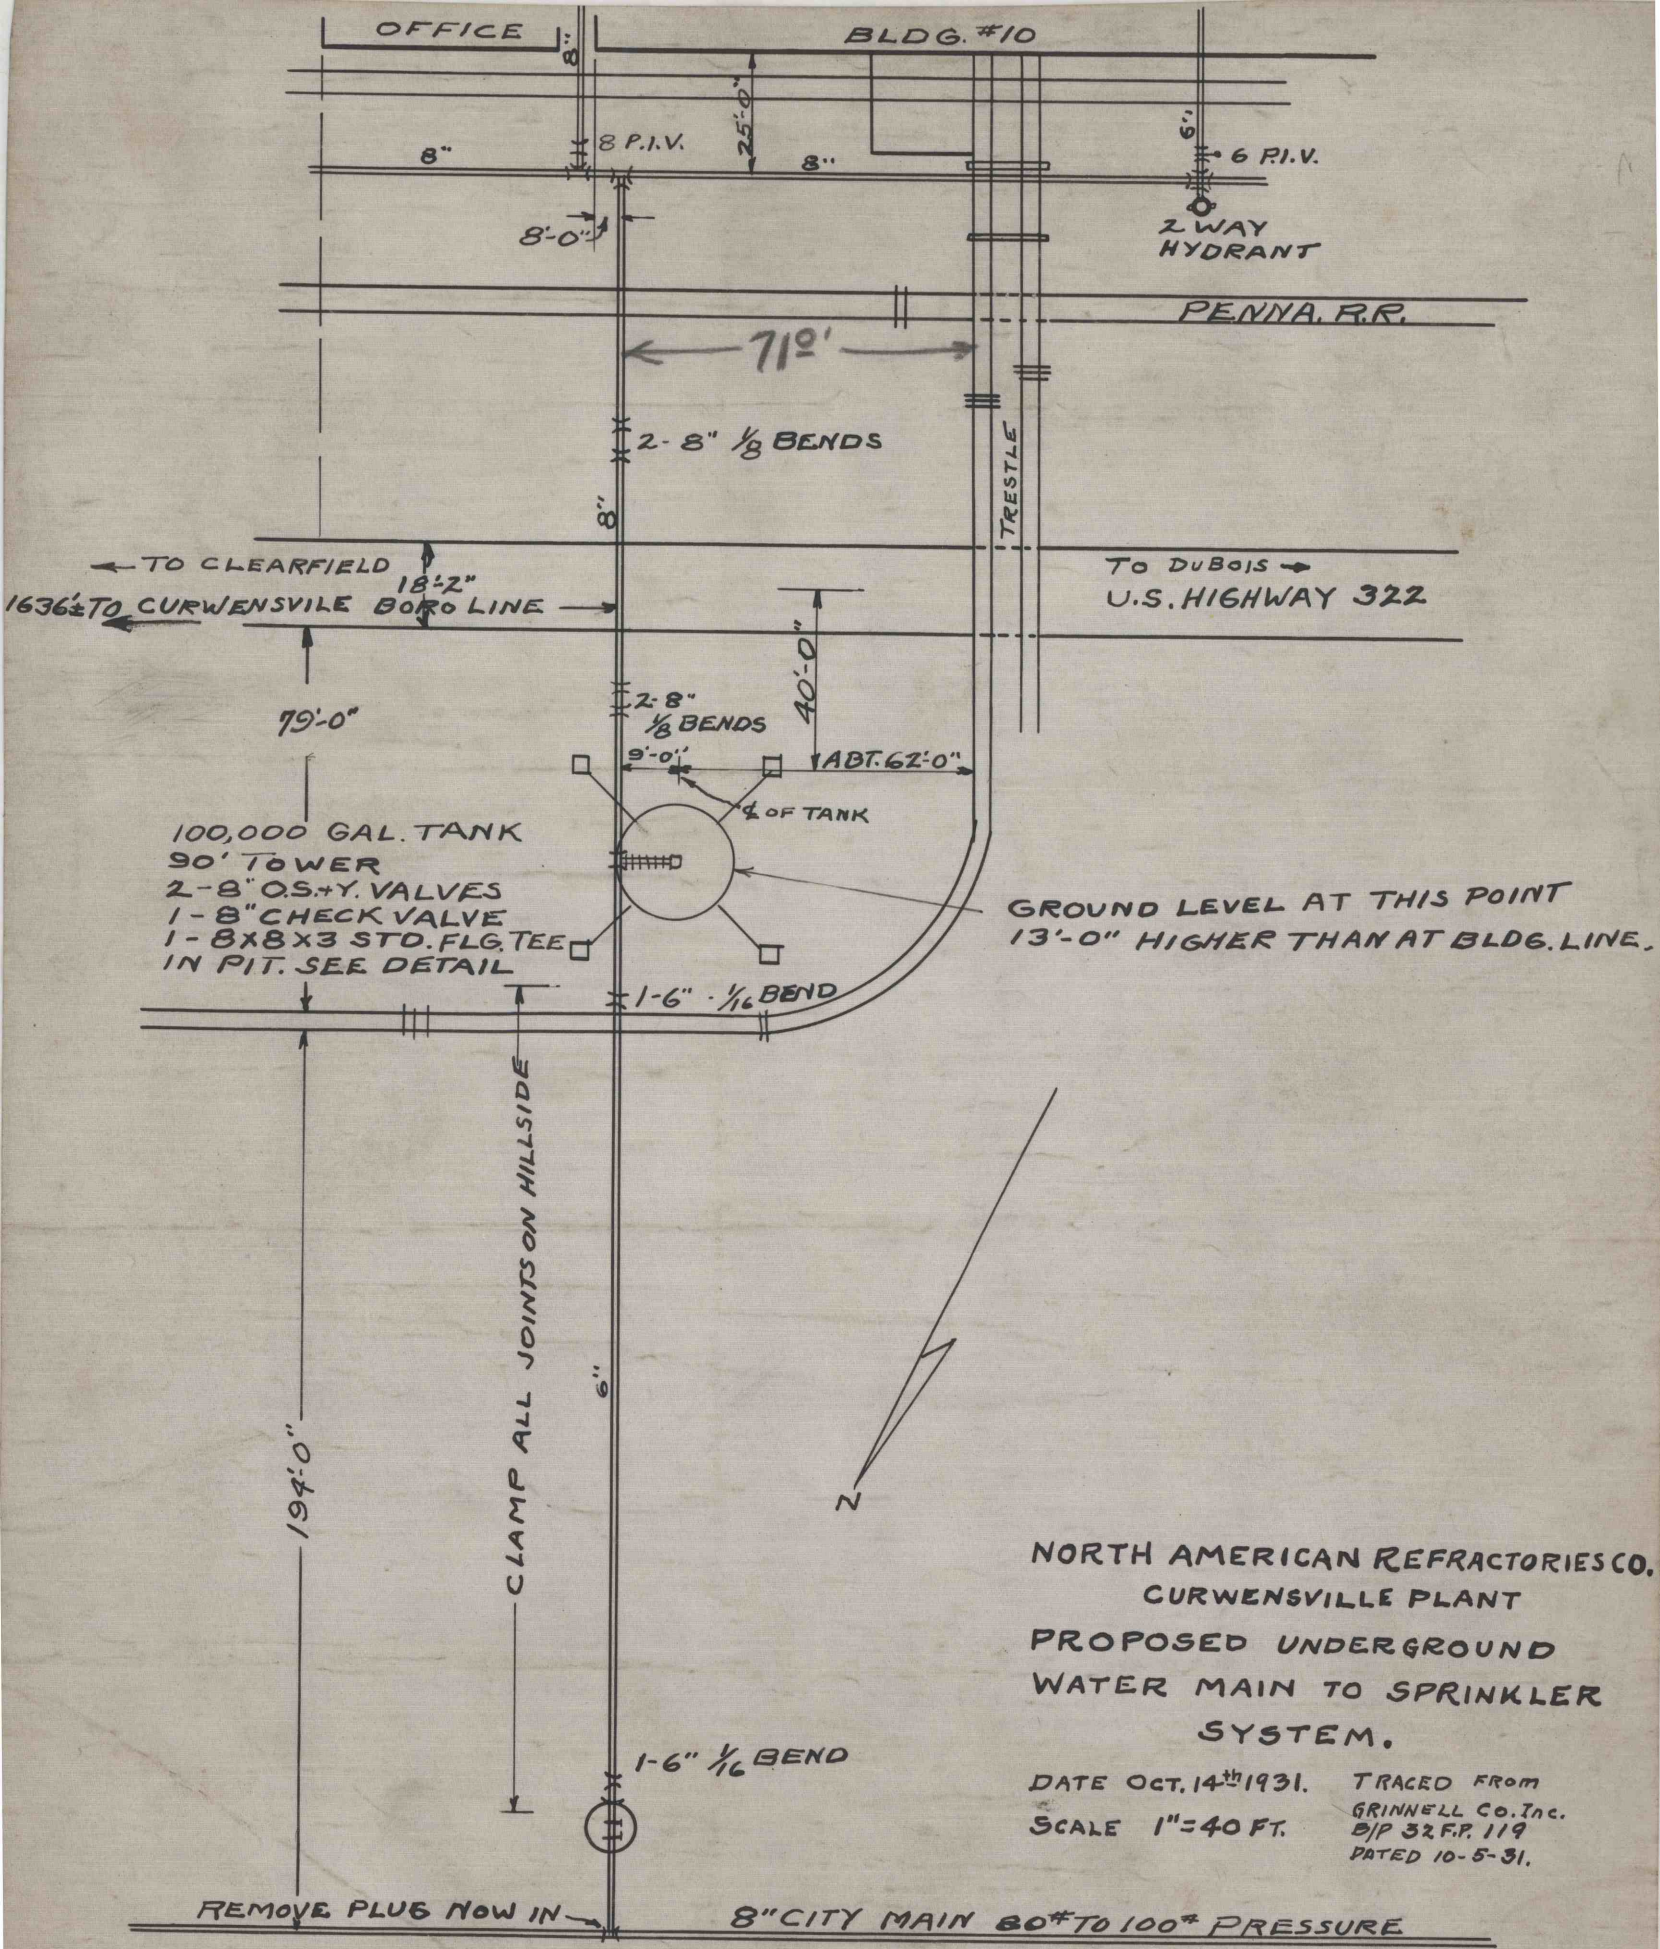 OFFICE
BLDG. #10
8"
25'-0"
6"
8 P.I.V.
8"
8"
6 P.I.V.
8'-0"
2 WAY
HYDRANT
PENNA. R.R.
71º'
2-8" 1/8 BENDS
TRESTLE
8"
← TO CLEARFIELD
18'-2"
1636'± TO CURWENSVILE BORO LINE
TO DUBOIS →
U.S. HIGHWAY 322
40'-0"
79'-0"
2-8"
1/8 BENDS
9'-0"
ABT. 62'-0"
℄ OF TANK
100,000 GAL. TANK
90' TOWER
2-8" O.S.+Y. VALVES
1-8" CHECK VALVE
1-8X8X3 STD. FLG. TEE
IN PIT. SEE DETAIL
GROUND LEVEL AT THIS POINT
13'-0" HIGHER THAN AT BLDG. LINE.
1-6" 1/16 BEND
CLAMP ALL JOINTS ON HILLSIDE
6"
194'-0"
N
1-6" 1/16 BEND
NORTH AMERICAN REFRACTORIES CO.
CURWENSVILLE PLANT
PROPOSED UNDERGROUND
WATER MAIN TO SPRINKLER
SYSTEM.
DATE OCT. 14th 1931.
SCALE 1"=40 FT.
TRACED FROM
GRINNELL CO. Inc.
B/P 32 F.P. 119
DATED 10-5-31.
REMOVE PLUG NOW IN
8" CITY MAIN 80# TO 100# PRESSURE